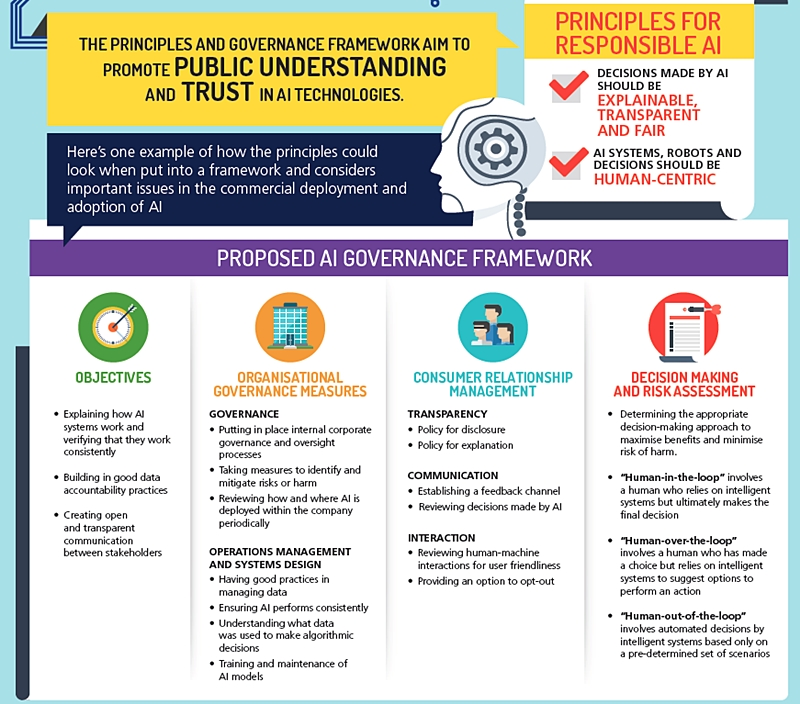 THE PRINCIPLES AND GOVERNANCE FRAMEWORK AIM TO
PROMOTE PUBLIC UNDERSTANDING
AND TRUST IN AI TECHNOLOGIES.
PRINCIPLES FOR
RESPONSIBLE AI
DECISIONS MADE BY AI
SHOULD BE
EXPLAINABLE,
TRANSPARENT
AND FAIR
AI SYSTEMS, ROBOTS AND
DECISIONS SHOULD BE
HUMAN-CENTRIC
Here's one example of how the principles could
look when put into a framework and considers
important issues in the commercial deployment and
adoption of AI
PROPOSED AI GOVERNANCE FRAMEWORK
OBJECTIVES
• Explaining how AI
systems work and
verifying that they work
consistently
• Building in good data
accountability practices
• Creating open
and transparent
communication
between stakeholders
ORGANISATIONAL
GOVERNANCE MEASURES
GOVERNANCE
• Putting in place internal corporate
governance and oversight
processes
• Taking measures to identify and
mitigate risks or harm
• Reviewing how and where AI is
deployed within the company
periodically
OPERATIONS MANAGEMENT
AND SYSTEMS DESIGN
• Having good practices in
managing data
• Ensuring AI performs consistently
• Understanding what data
was used to make algorithmic
decisions
• Training and maintenance of
AI models
CONSUMER RELATIONSHIP
MANAGEMENT
TRANSPARENCY
• Policy for disclosure
• Policy for explanation
COMMUNICATION
• Establishing a feedback channel
• Reviewing decisions made by AI
INTERACTION
• Reviewing human-machine
interactions for user friendliness
• Providing an option to opt-out
DECISION MAKING
AND RISK ASSESSMENT
• Determining the appropriate
decision-making approach to
maximise benefits and minimise
risk of harm.
• "Human-in-the-loop" involves
a human who relies on intelligent
systems but ultimately makes the
final decision
• "Human-over-the-loop"
involves a human who has made
a choice but relies on intelligent
systems to suggest options to
perform an action
• "Human-out-of-the-loop"
involves automated decisions by
intelligent systems based only on
a pre-determined set of scenarios